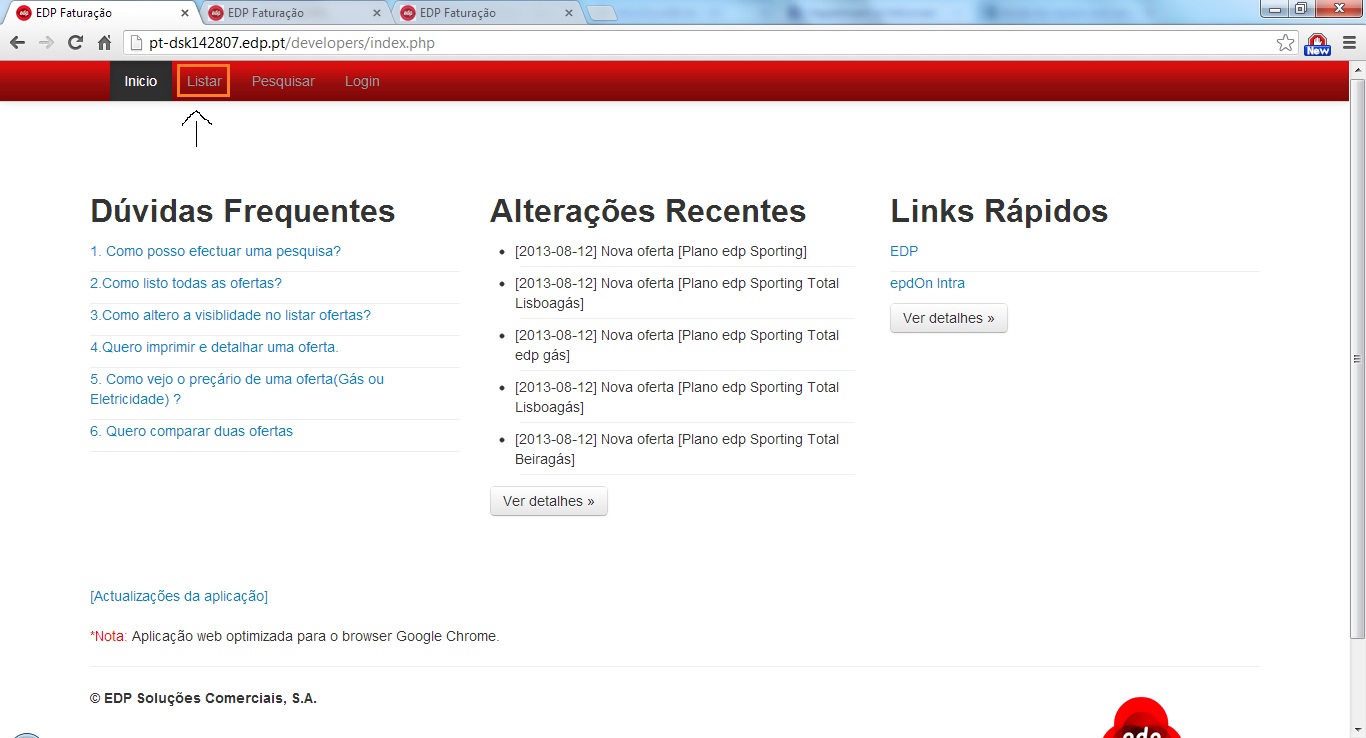 EDP Faturação
EDP Faturação
EDP Faturação
pt-dsk142807.edp.pt/developers/index.php
New
Inicio
Listar
Pesquisar
Login
Dúvidas Frequentes
1. Como posso efectuar uma pesquisa?
2.Como listo todas as ofertas?
3.Como altero a visiblidade no listar ofertas?
4.Quero imprimir e detalhar uma oferta.
5. Como vejo o preçário de uma oferta(Gás ou
Eletricidade) ?
6. Quero comparar duas ofertas
Alterações Recentes
[2013-08-12] Nova oferta [Plano edp Sporting]
[2013-08-12] Nova oferta [Plano edp Sporting Total
Lisboagás]
[2013-08-12] Nova oferta [Plano edp Sporting Total
edp gás]
[2013-08-12] Nova oferta [Plano edp Sporting Total
Lisboagás]
[2013-08-12] Nova oferta [Plano edp Sporting Total
Beiragás]
Ver detalhes »
Links Rápidos
EDP
epdOn Intra
Ver detalhes »
[Actualizações da aplicação]
*Nota: Aplicação web optimizada para o browser Google Chrome.
© EDP Soluções Comerciais, S.A.
edp